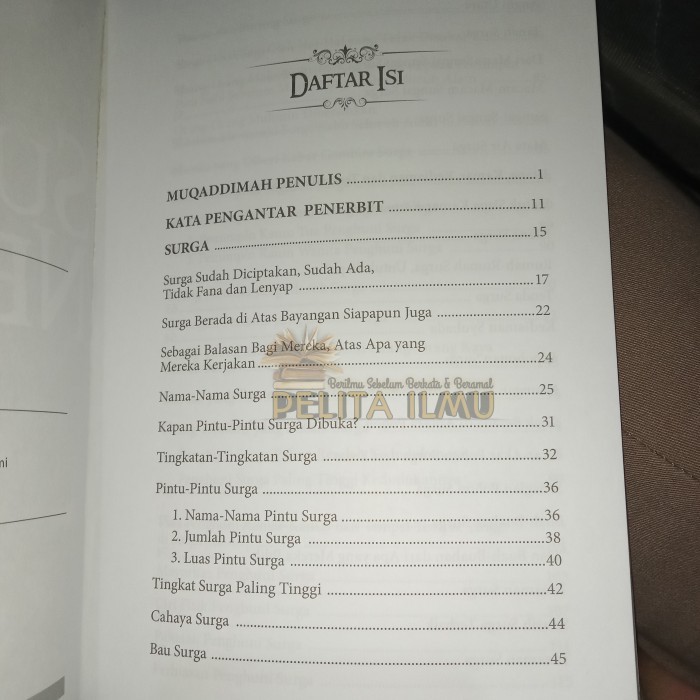 DAFTAR ISI
MUQADDIMAH PENULIS ........ 1
KATA PENGANTAR PENERBIT ........ 11
SURGA ........ 15
Surga Sudah Diciptakan, Sudah Ada,
Tidak Fana dan Lenyap ........ 17
Surga Berada di Atas Bayangan Siapapun Juga ........ 22
Sebagai Balasan Bagi Mereka, Atas Apa yang
Mereka Kerjakan ........ 24
Berilmu Sebelum Berkata & Beramal
Nama-Nama Surga ........ 25
PELITA ILMU
Kapan Pintu-Pintu Surga Dibuka? ........ 31
Tingkatan-Tingkatan Surga ........ 32
Pintu-Pintu Surga ........ 36
1. Nama-Nama Pintu Surga ........ 36
2. Jumlah Pintu Surga ........ 38
3. Luas Pintu Surga ........ 40
Tingkat Surga Paling Tinggi ........ 42
Cahaya Surga ........ 44
Bau Surga ........ 45